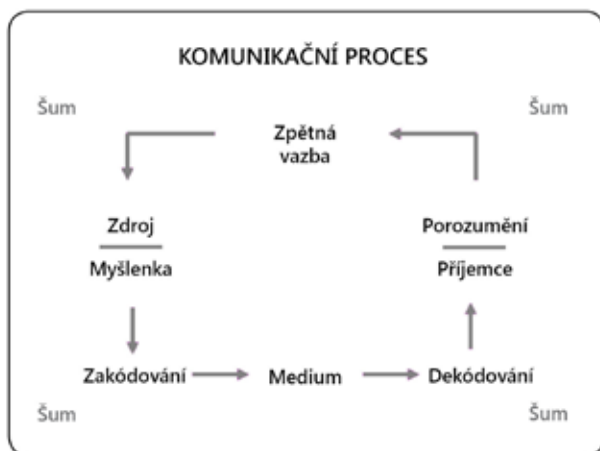 KOMUNIKAČNÍ PROCES
Šum
Šum
Zpětná
vazba
Zdroj
Myšlenka
Porozumění
Příjemce
Zakódování
Medium
Dekódování
Šum
Šum